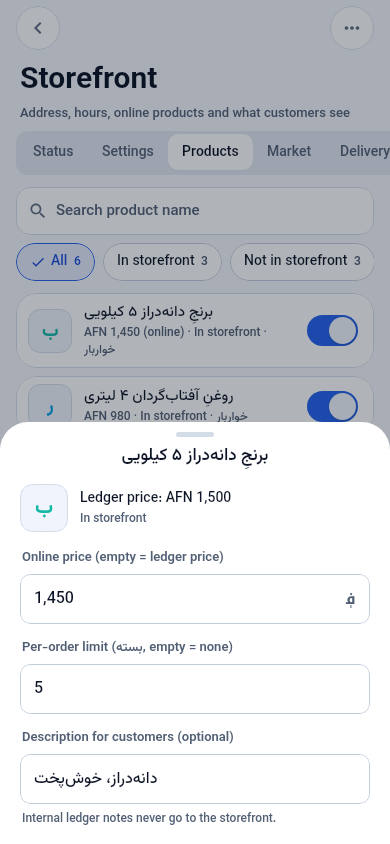 Storefront
Address, hours, online products and what customers see
Status Settings Products Market Delivery
Search product name
All 6 In storefront 3 Not in storefront 3
ب
برنجِ دانه‌دراز ۵ کیلویی
AFN 1,450 (online) · In storefront ·
خواربار
ر
روغنِ آفتاب‌گردان ۴ لیتری
AFN 980 · In storefront · خواربار
برنجِ دانه‌دراز ۵ کیلویی
ب
Ledger price: AFN 1,500
In storefront
Online price (empty = ledger price)
1,450 ؋
Per-order limit (بسته, empty = none)
5
Description for customers (optional)
دانه‌دراز، خوش‌پخت
Internal ledger notes never go to the storefront.